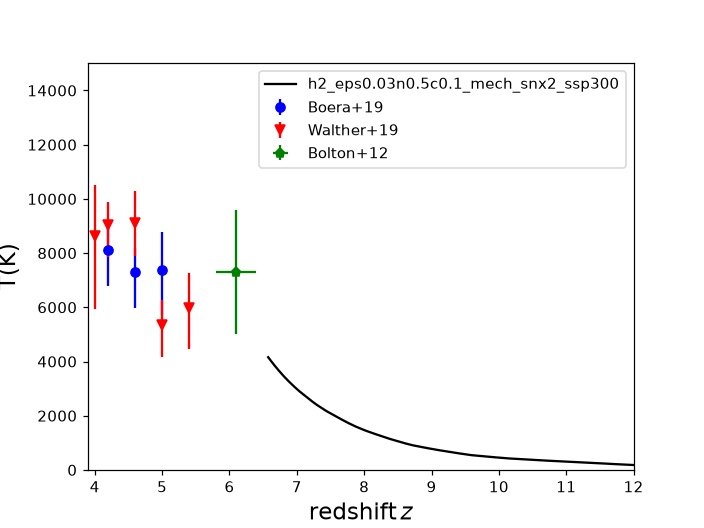 h2_eps0.03n0.5c0.1_mech_snx2_ssp300
Boera+19
Walther+19
Bolton+12
14000
12000
10000
8000
6000
4000
2000
0
T(K)
4 5 6 7 8 9 10 11 12
redshift z